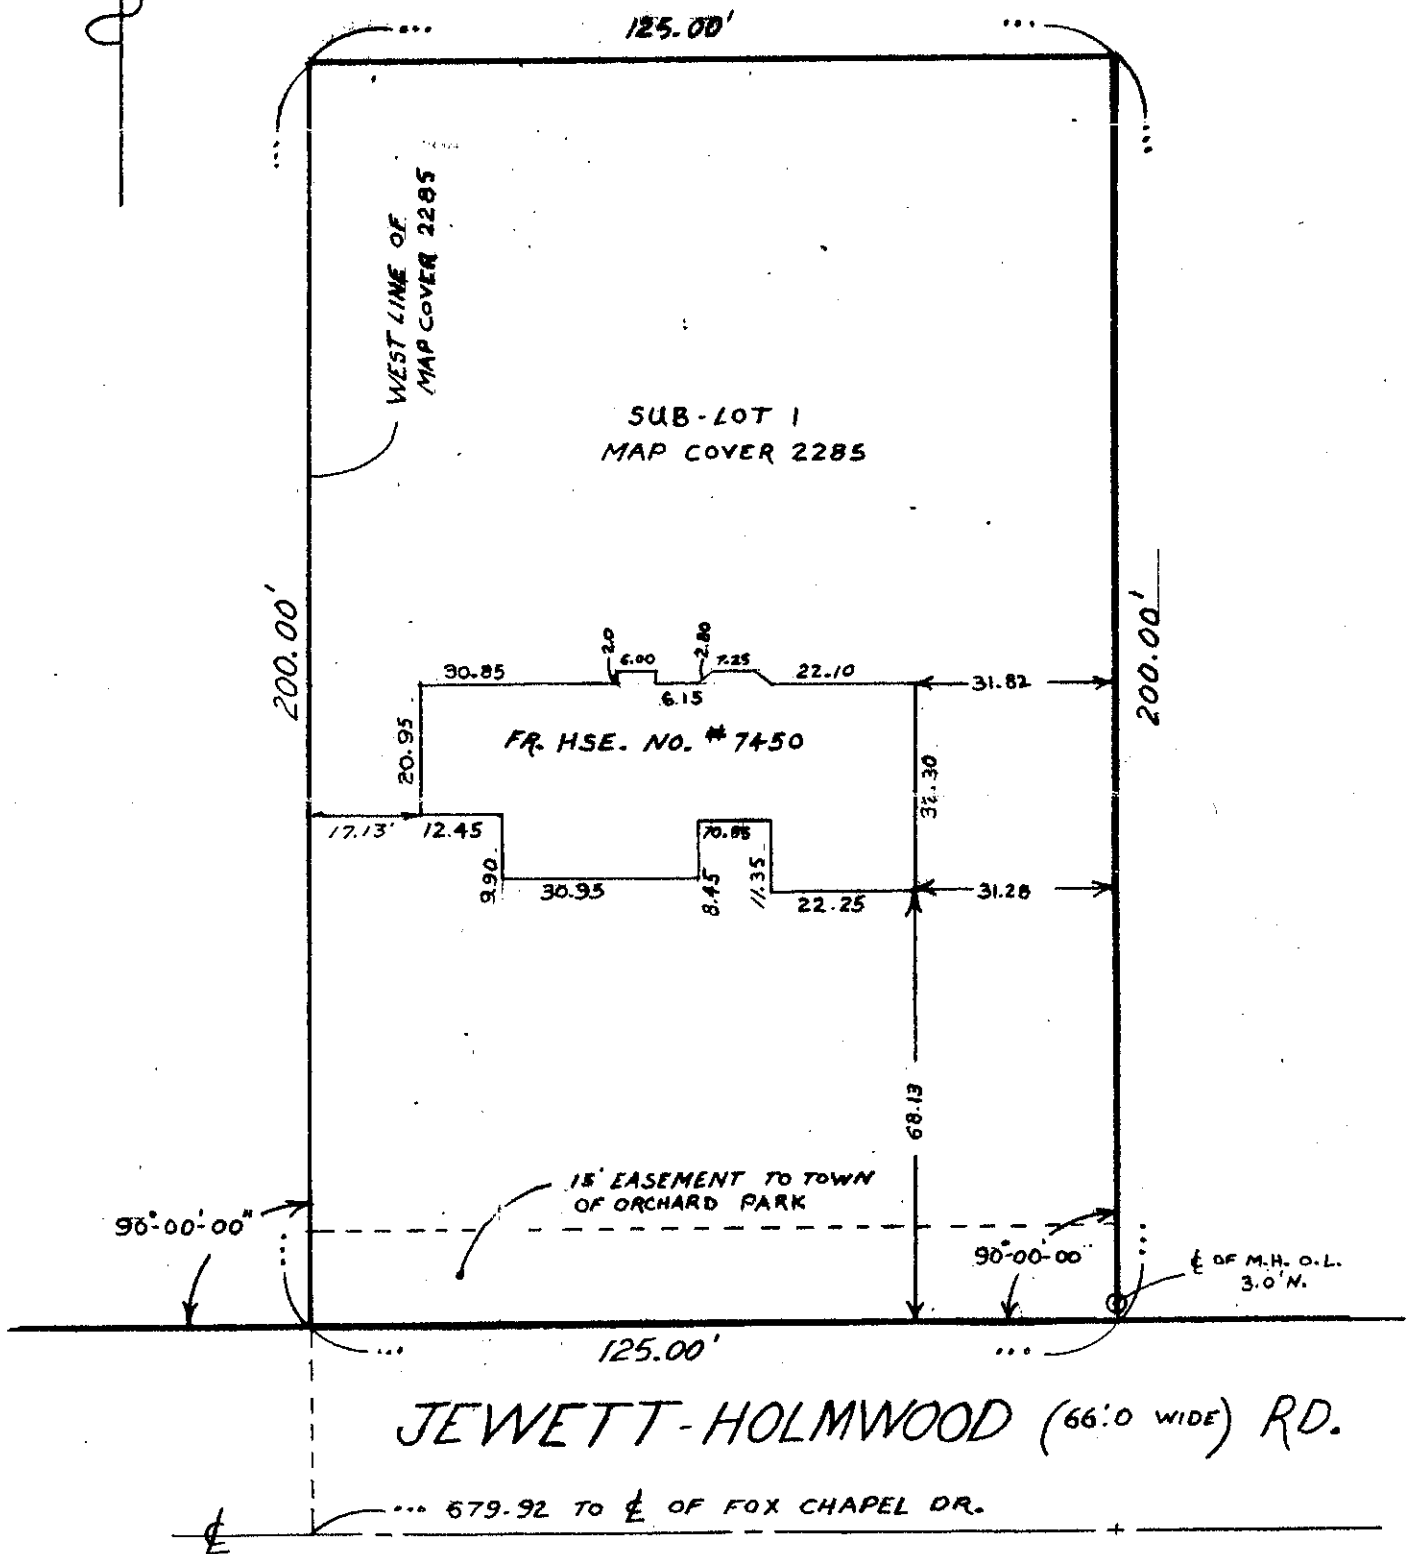 125.00'
WEST LINE OF
MAP COVER 2285
SUB-LOT 1
MAP COVER 2285
200.00'
200.00'
30.85
2.0
6.00
6.15
2.80
7.25
22.10
31.82
20.95
FR. HSE. NO. #7450
32.30
17.13'
12.45
9.90
30.95
8.45
11.35
22.25
31.28
68.13
15' EASEMENT TO TOWN
OF ORCHARD PARK
90°-00'-00"
90°-00'-00
℄ OF M.H. O.L.
3.0'N.
125.00'
JEWETT-HOLMWOOD (66.'0 WIDE) RD.
... 679.92 TO ℄ OF FOX CHAPEL DR.
℄